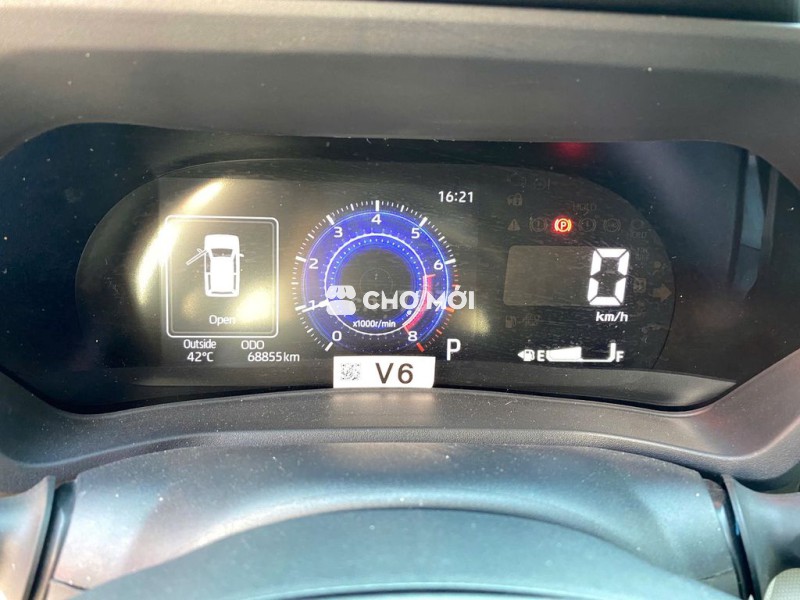 16:21
4
3 5
2 6
1 7
0 8
x1000r/min
CHỢ MỚI
Open
Outside
42°C
ODO
68855km
P
0
km/h
E F
P
V6